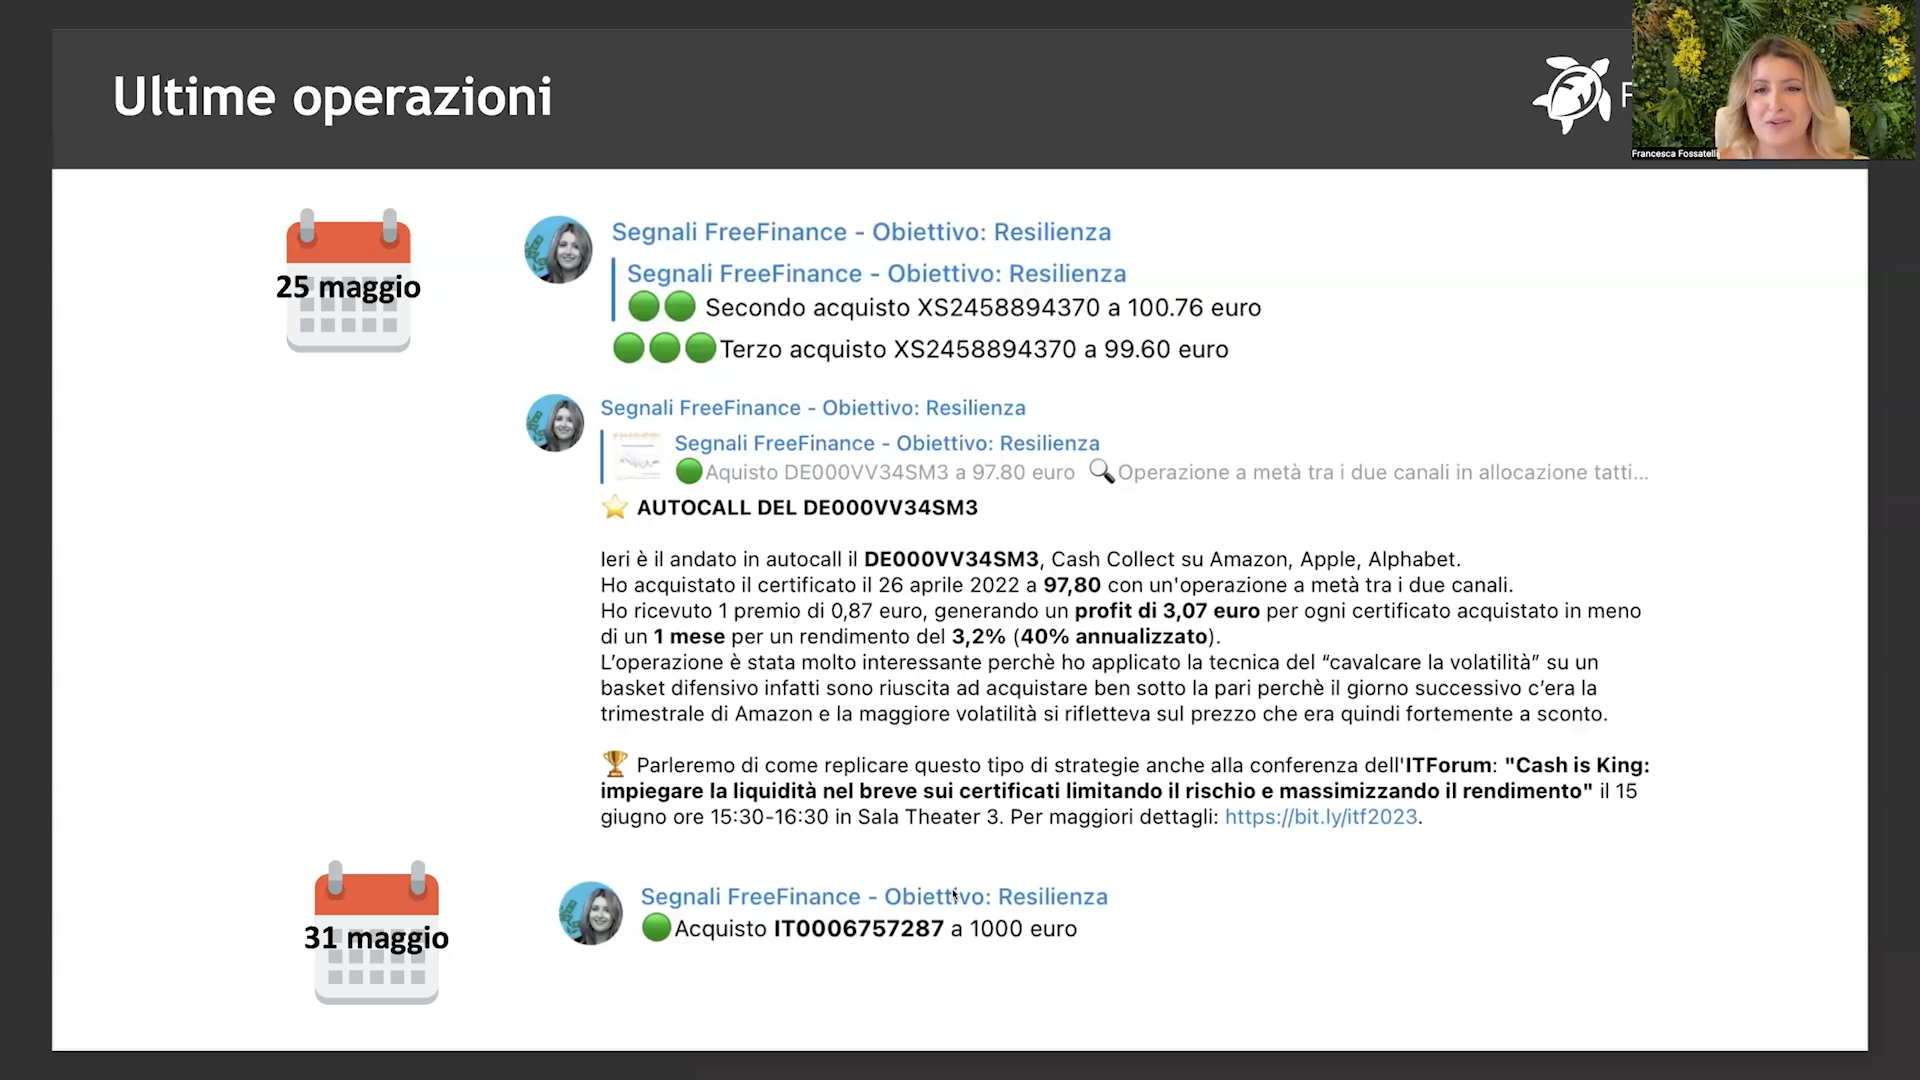 Ultime operazioni
F
Francesca Fossatelli
25 maggio
Segnali FreeFinance - Obiettivo: Resilienza
Segnali FreeFinance - Obiettivo: Resilienza
Secondo acquisto XS2458894370 a 100.76 euro
Terzo acquisto XS2458894370 a 99.60 euro
Segnali FreeFinance - Obiettivo: Resilienza
Segnali FreeFinance - Obiettivo: Resilienza
Aquisto DE000VV34SM3 a 97.80 euro Operazione a metà tra i due canali in allocazione tatti...
AUTOCALL DEL DE000VV34SM3
Ieri è il andato in autocall il DE000VV34SM3, Cash Collect su Amazon, Apple, Alphabet.
Ho acquistato il certificato il 26 aprile 2022 a 97,80 con un'operazione a metà tra i due canali.
Ho ricevuto 1 premio di 0,87 euro, generando un profit di 3,07 euro per ogni certificato acquistato in meno
di un 1 mese per un rendimento del 3,2% (40% annualizzato).
L’operazione è stata molto interessante perchè ho applicato la tecnica del “cavalcare la volatilità” su un
basket difensivo infatti sono riuscita ad acquistare ben sotto la pari perchè il giorno successivo c’era la
trimestrale di Amazon e la maggiore volatilità si rifletteva sul prezzo che era quindi fortemente a sconto.
Parleremo di come replicare questo tipo di strategie anche alla conferenza dell'ITForum: "Cash is King:
impiegare la liquidità nel breve sui certificati limitando il rischio e massimizzando il rendimento" il 15
giugno ore 15:30-16:30 in Sala Theater 3. Per maggiori dettagli: https://bit.ly/itf2023.
31 maggio
Segnali FreeFinance - Obiettivo: Resilienza
Acquisto IT0006757287 a 1000 euro